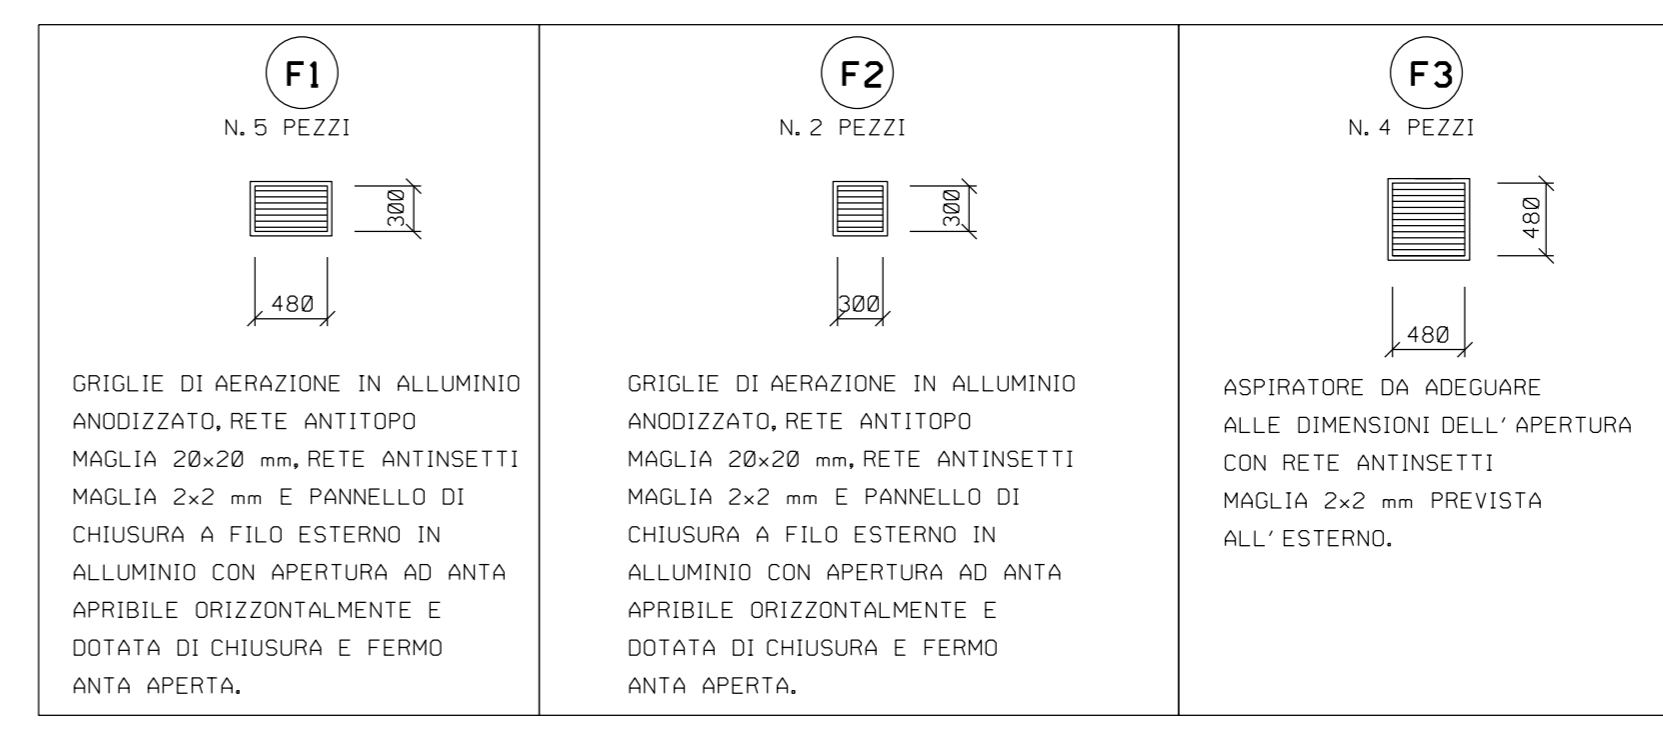 F1
N. 5 PEZZI
300
480
GRIGLIE DI AERAZIONE IN ALLUMINIO
ANODIZZATO, RETE ANTITOPO
MAGLIA 20x20 mm, RETE ANTINSETTI
MAGLIA 2x2 mm E PANNELLO DI
CHIUSURA A FILO ESTERNO IN
ALLUMINIO CON APERTURA AD ANTA
APRIBILE ORIZZONTALMENTE E
DOTATA DI CHIUSURA E FERMO
ANTA APERTA.
F2
N. 2 PEZZI
300
300
GRIGLIE DI AERAZIONE IN ALLUMINIO
ANODIZZATO, RETE ANTITOPO
MAGLIA 20x20 mm, RETE ANTINSETTI
MAGLIA 2x2 mm E PANNELLO DI
CHIUSURA A FILO ESTERNO IN
ALLUMINIO CON APERTURA AD ANTA
APRIBILE ORIZZONTALMENTE E
DOTATA DI CHIUSURA E FERMO
ANTA APERTA.
F3
N. 4 PEZZI
480
480
ASPIRATORE DA ADEGUARE
ALLE DIMENSIONI DELL' APERTURA
CON RETE ANTINSETTI
MAGLIA 2x2 mm PREVISTA
ALL' ESTERNO.